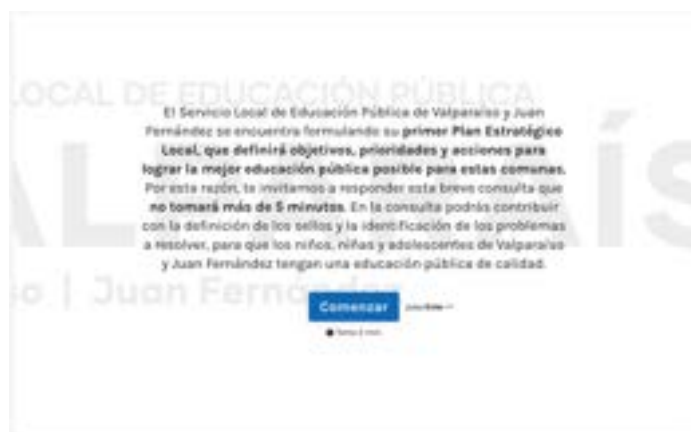 LOCAL DE EDUCACIÓN PÚBLICA
El Servicio Local de Educación Pública de Valparaíso y Juan
Fernández se encuentra formulando su primer Plan Estratégico
Local, que definirá objetivos, prioridades y acciones para
lograr la mejor educación pública posible para estas comunas.
Por esta razón, te invitamos a responder esta breve consulta que
no tomará más de 5 minutos. En la consulta podrás contribuir
con la definición de los sellos y la identificación de los problemas
a resolver, para que los niños, niñas y adolescentes de Valparaíso
y Juan Fernández tengan una educación pública de calidad.
so | Juan Fernández
Comenzar